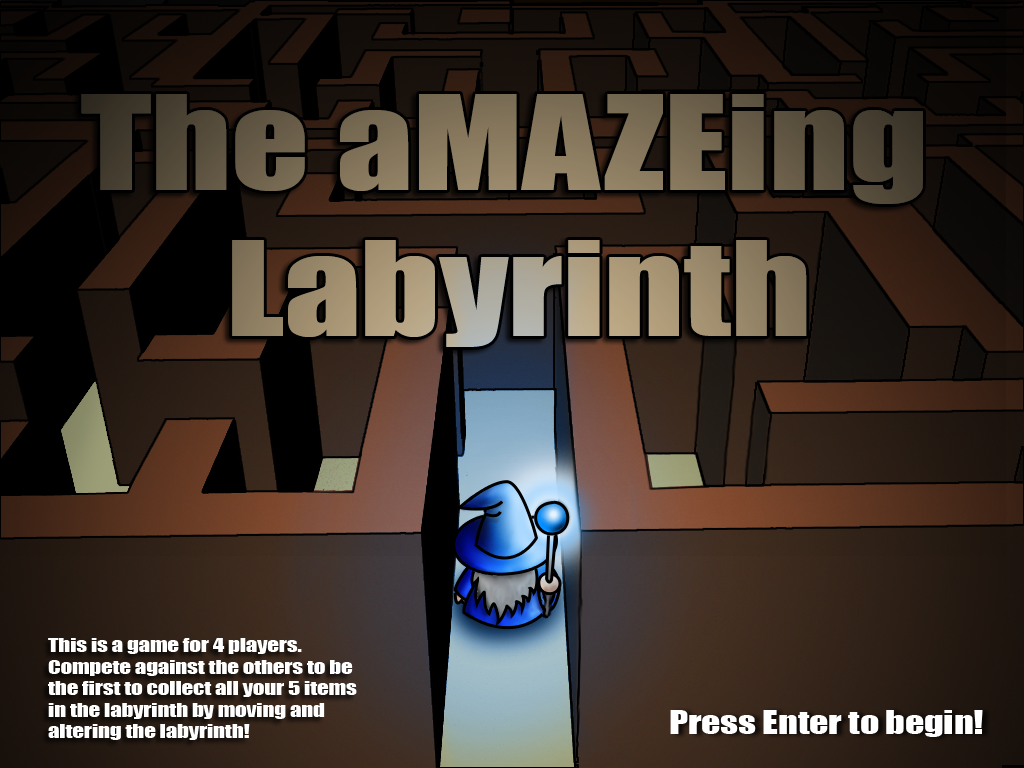 The aMAZEing
Labyrinth
This is a game for 4 players.
Compete against the others to be
the first to collect all your 5 items
in the labyrinth by moving and
altering the labyrinth!
Press Enter to begin!